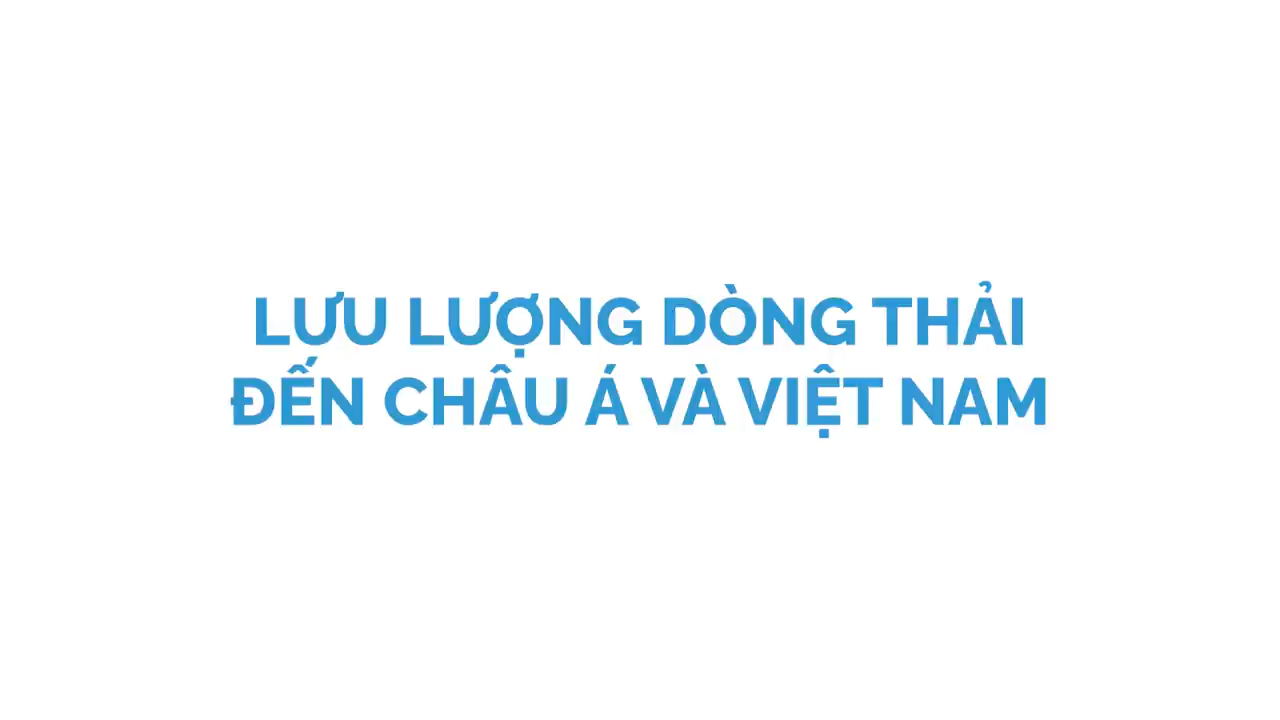 LƯU LƯỢNG DÒNG THẢI
ĐẾN CHÂU Á VÀ VIỆT NAM